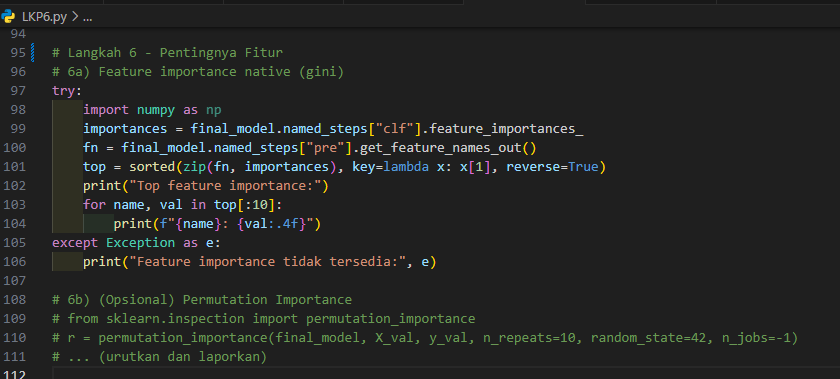 LKP6.py > ...
94
95 # Langkah 6 - Pentingnya Fitur
96 # 6a) Feature importance native (gini)
97 try:
98     import numpy as np
99     importances = final_model.named_steps["clf"].feature_importances_
100     fn = final_model.named_steps["pre"].get_feature_names_out()
101     top = sorted(zip(fn, importances), key=lambda x: x[1], reverse=True)
102     print("Top feature importance:")
103     for name, val in top[:10]:
104         print(f"{name}: {val:.4f}")
105 except Exception as e:
106     print("Feature importance tidak tersedia:", e)
107
108 # 6b) (Opsional) Permutation Importance
109 # from sklearn.inspection import permutation_importance
110 # r = permutation_importance(final_model, X_val, y_val, n_repeats=10, random_state=42, n_jobs=-1)
111 # ... (urutkan dan laporkan)
112